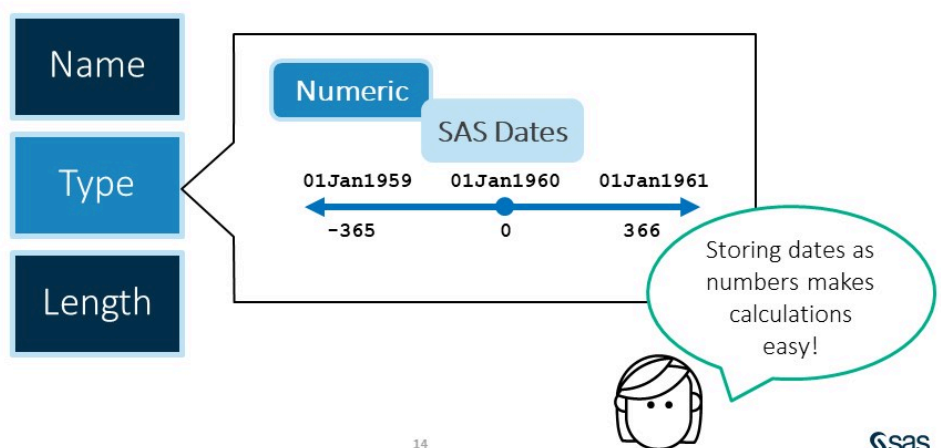 Name
Type
Length
Numeric
SAS Dates
01Jan1959 01Jan1960 01Jan1961
-365 0 366
Storing dates as
numbers makes
calculations
easy!
14
sas